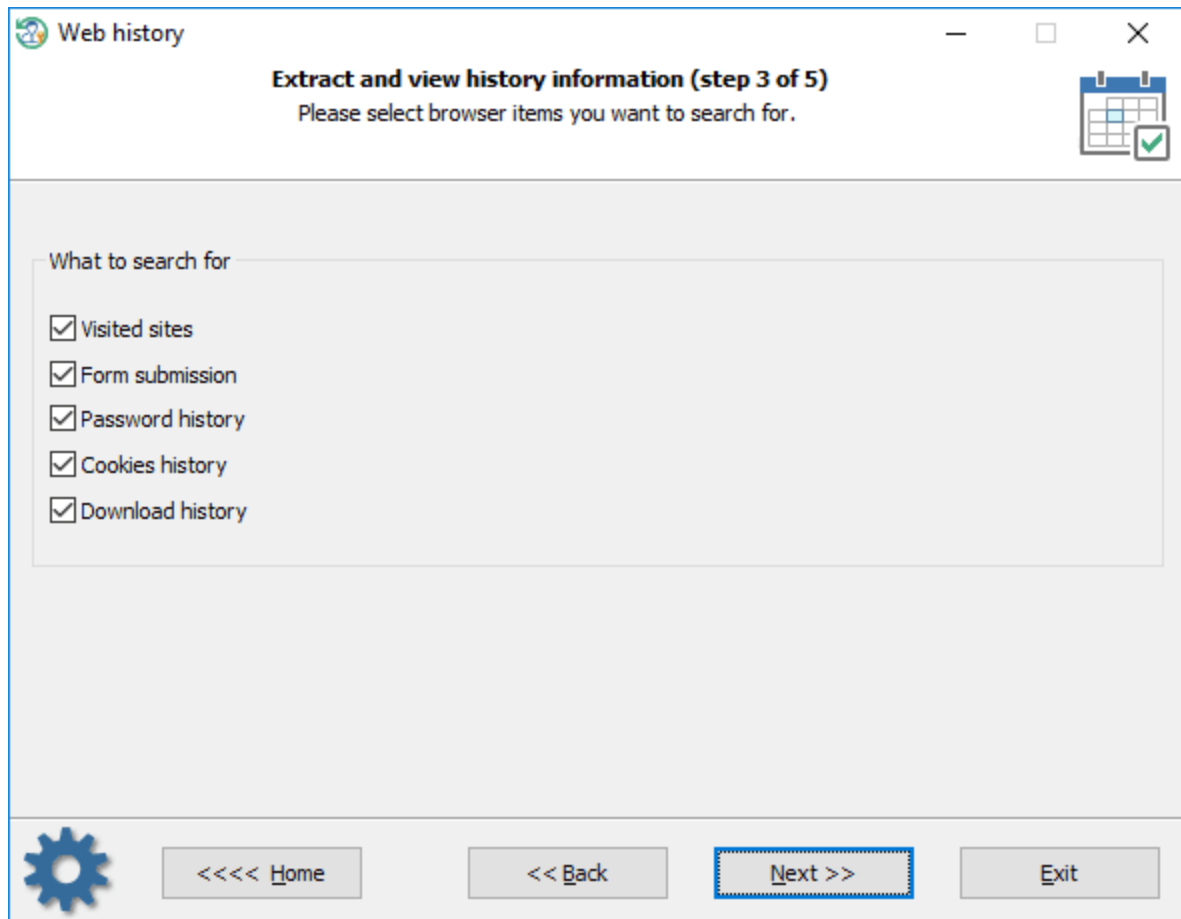 Web history
Extract and view history information (step 3 of 5)
Please select browser items you want to search for.
What to search for
Visited sites
Form submission
Password history
Cookies history
Download history
<<<< Home
<< Back
Next >>
Exit